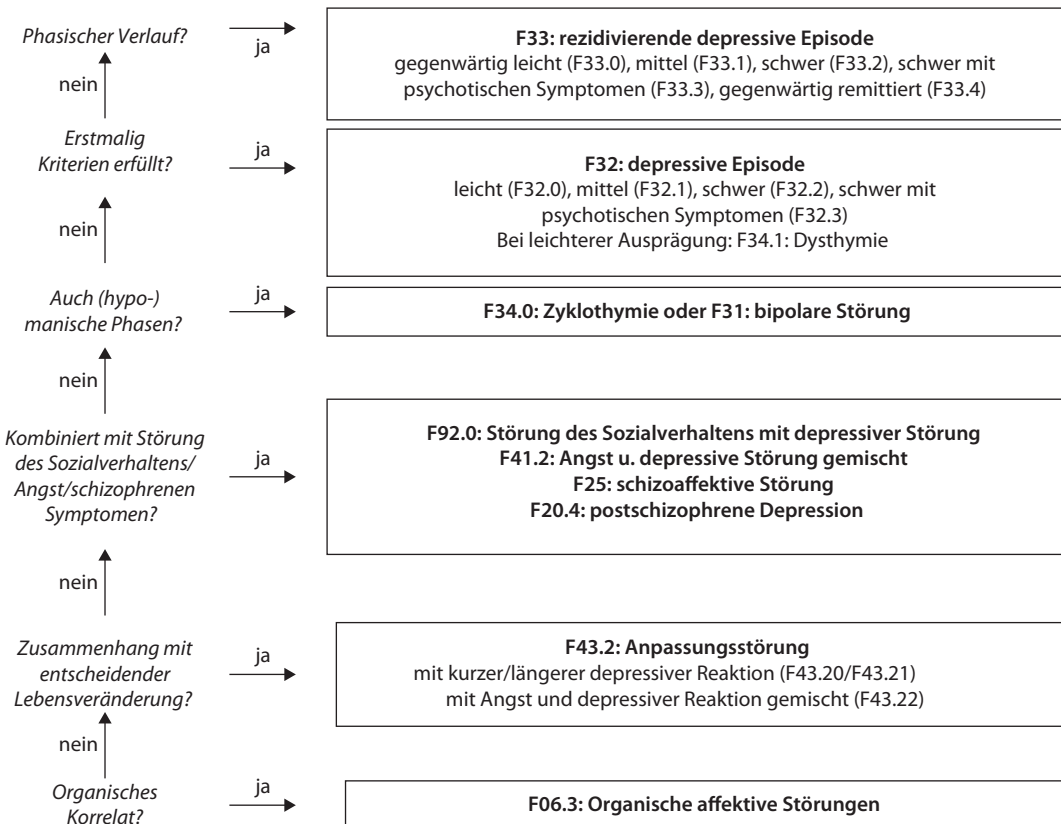 Phasischer Verlauf?
ja
F33: rezidivierende depressive Episode
gegenwärtig leicht (F33.0), mittel (F33.1), schwer (F33.2), schwer mit
psychotischen Symptomen (F33.3), gegenwärtig remittiert (F33.4)
nein
Erstmalig
Kriterien erfüllt?
ja
F32: depressive Episode
leicht (F32.0), mittel (F32.1), schwer (F32.2), schwer mit
psychotischen Symptomen (F32.3)
Bei leichterer Ausprägung: F34.1: Dysthymie
nein
Auch (hypo-)
manische Phasen?
ja
F34.0: Zyklothymie oder F31: bipolare Störung
nein
Kombiniert mit Störung
des Sozialverhaltens/
Angst/schizophrenen
Symptomen?
ja
F92.0: Störung des Sozialverhaltens mit depressiver Störung
F41.2: Angst u. depressive Störung gemischt
F25: schizoaffektive Störung
F20.4: postschizophrene Depression
nein
Zusammenhang mit
entscheidender
Lebensveränderung?
ja
F43.2: Anpassungsstörung
mit kurzer/längerer depressiver Reaktion (F43.20/F43.21)
mit Angst und depressiver Reaktion gemischt (F43.22)
nein
Organisches
Korrelat?
ja
F06.3: Organische affektive Störungen